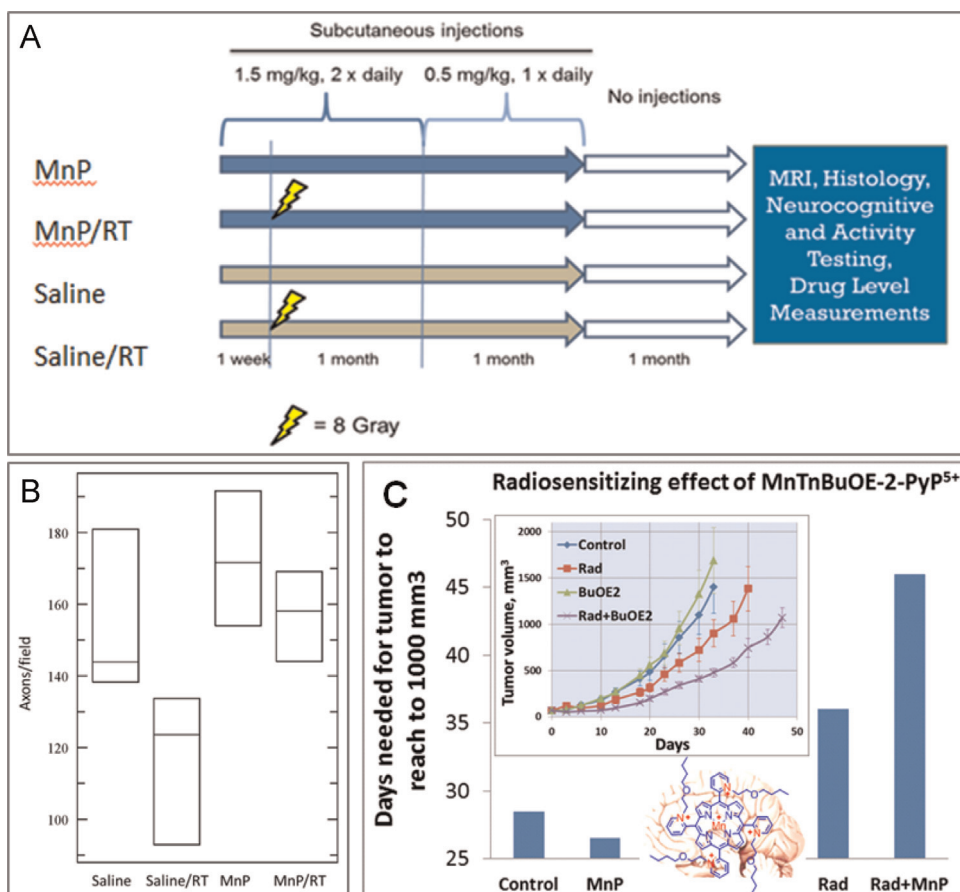 A
Subcutaneous injections
1.5 mg/kg, 2 x daily
0.5 mg/kg, 1 x daily
No injections
MnP
MnP/RT
Saline
Saline/RT
1 week
1 month
1 month
1 month
= 8 Gray
MRI, Histology,
Neurocognitive
and Activity
Testing,
Drug Level
Measurements
B
Axons/field
180
160
140
120
100
Saline
Saline/RT
MnP
MnP/RT
C
Radiosensitizing effect of MnTnBuOE-2-PyP5+
Days needed for tumor to
reach to 1000 mm3
50
45
40
35
30
25
Control
MnP
Rad
Rad+MnP
Tumor volume, mm3
2000
1500
1000
500
0
Control
Rad
BuOE2
Rad+BuOE2
0
10
20
30
40
50
Days
N+
O
N+
O
N
N
Mn
N
N
N+
O
N+
O